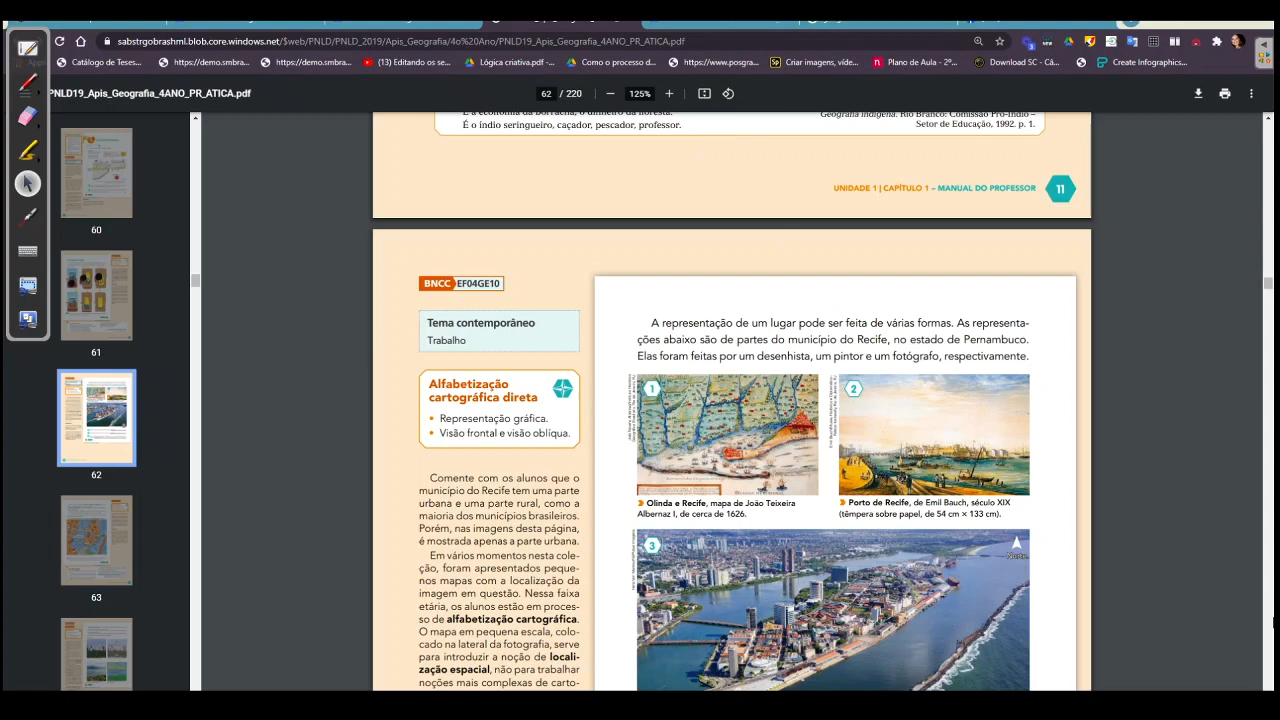 sabstrgobrashml.blob.core.windows.net/$web/PNLD/PNLD_2019/Apis_Geografia/4o%20Ano/PNLD19_Apis_Geografia_4ANO_PR_ATICA.pdf
Catálogo de Teses... https://demo.smbra... https://demo.smbra... (13) Editando os se... Lógica criativa.pdf -... Como o processo d... https://www.posgra... Criar imagens, víde... Plano de Aula - 2º... Download SC - Câ... Create Infographics...
PNLD19_Apis_Geografia_4ANO_PR_ATICA.pdf
62 / 220
125%
60
61
62
63
É o índio seringueiro, caçador, pescador, professor.
Geografia indígena. Rio Branco: Comissão Pró-Índio –
Setor de Educação, 1992. p. 1.
UNIDADE 1 | CAPÍTULO 1 – MANUAL DO PROFESSOR 11
BNCC EF04GE10
Tema contemporâneo
Trabalho
Alfabetização
cartográfica direta
• Representação gráfica.
• Visão frontal e visão oblíqua.
Comente com os alunos que o
município do Recife tem uma parte
urbana e uma parte rural, como a
maioria dos municípios brasileiros.
Porém, nas imagens desta página,
é mostrada apenas a parte urbana.
Em vários momentos nesta cole-
ção, foram apresentados peque-
nos mapas com a localização da
imagem em questão. Nessa faixa
etária, os alunos estão em proces-
so de alfabetização cartográfica.
O mapa em pequena escala, colo-
cado na lateral da fotografia, serve
para introduzir a noção de locali-
zação espacial, não para trabalhar
noções mais complexas de carto-
A representação de um lugar pode ser feita de várias formas. As representa-
ções abaixo são de partes do município do Recife, no estado de Pernambuco.
Elas foram feitas por um desenhista, um pintor e um fotógrafo, respectivamente.
1
2
Olinda e Recife, mapa de João Teixeira
Albernaz I, de cerca de 1626.
Porto de Recife, de Emil Bauch, século XIX
(têmpera sobre papel, de 54 cm × 133 cm).
3
Norte